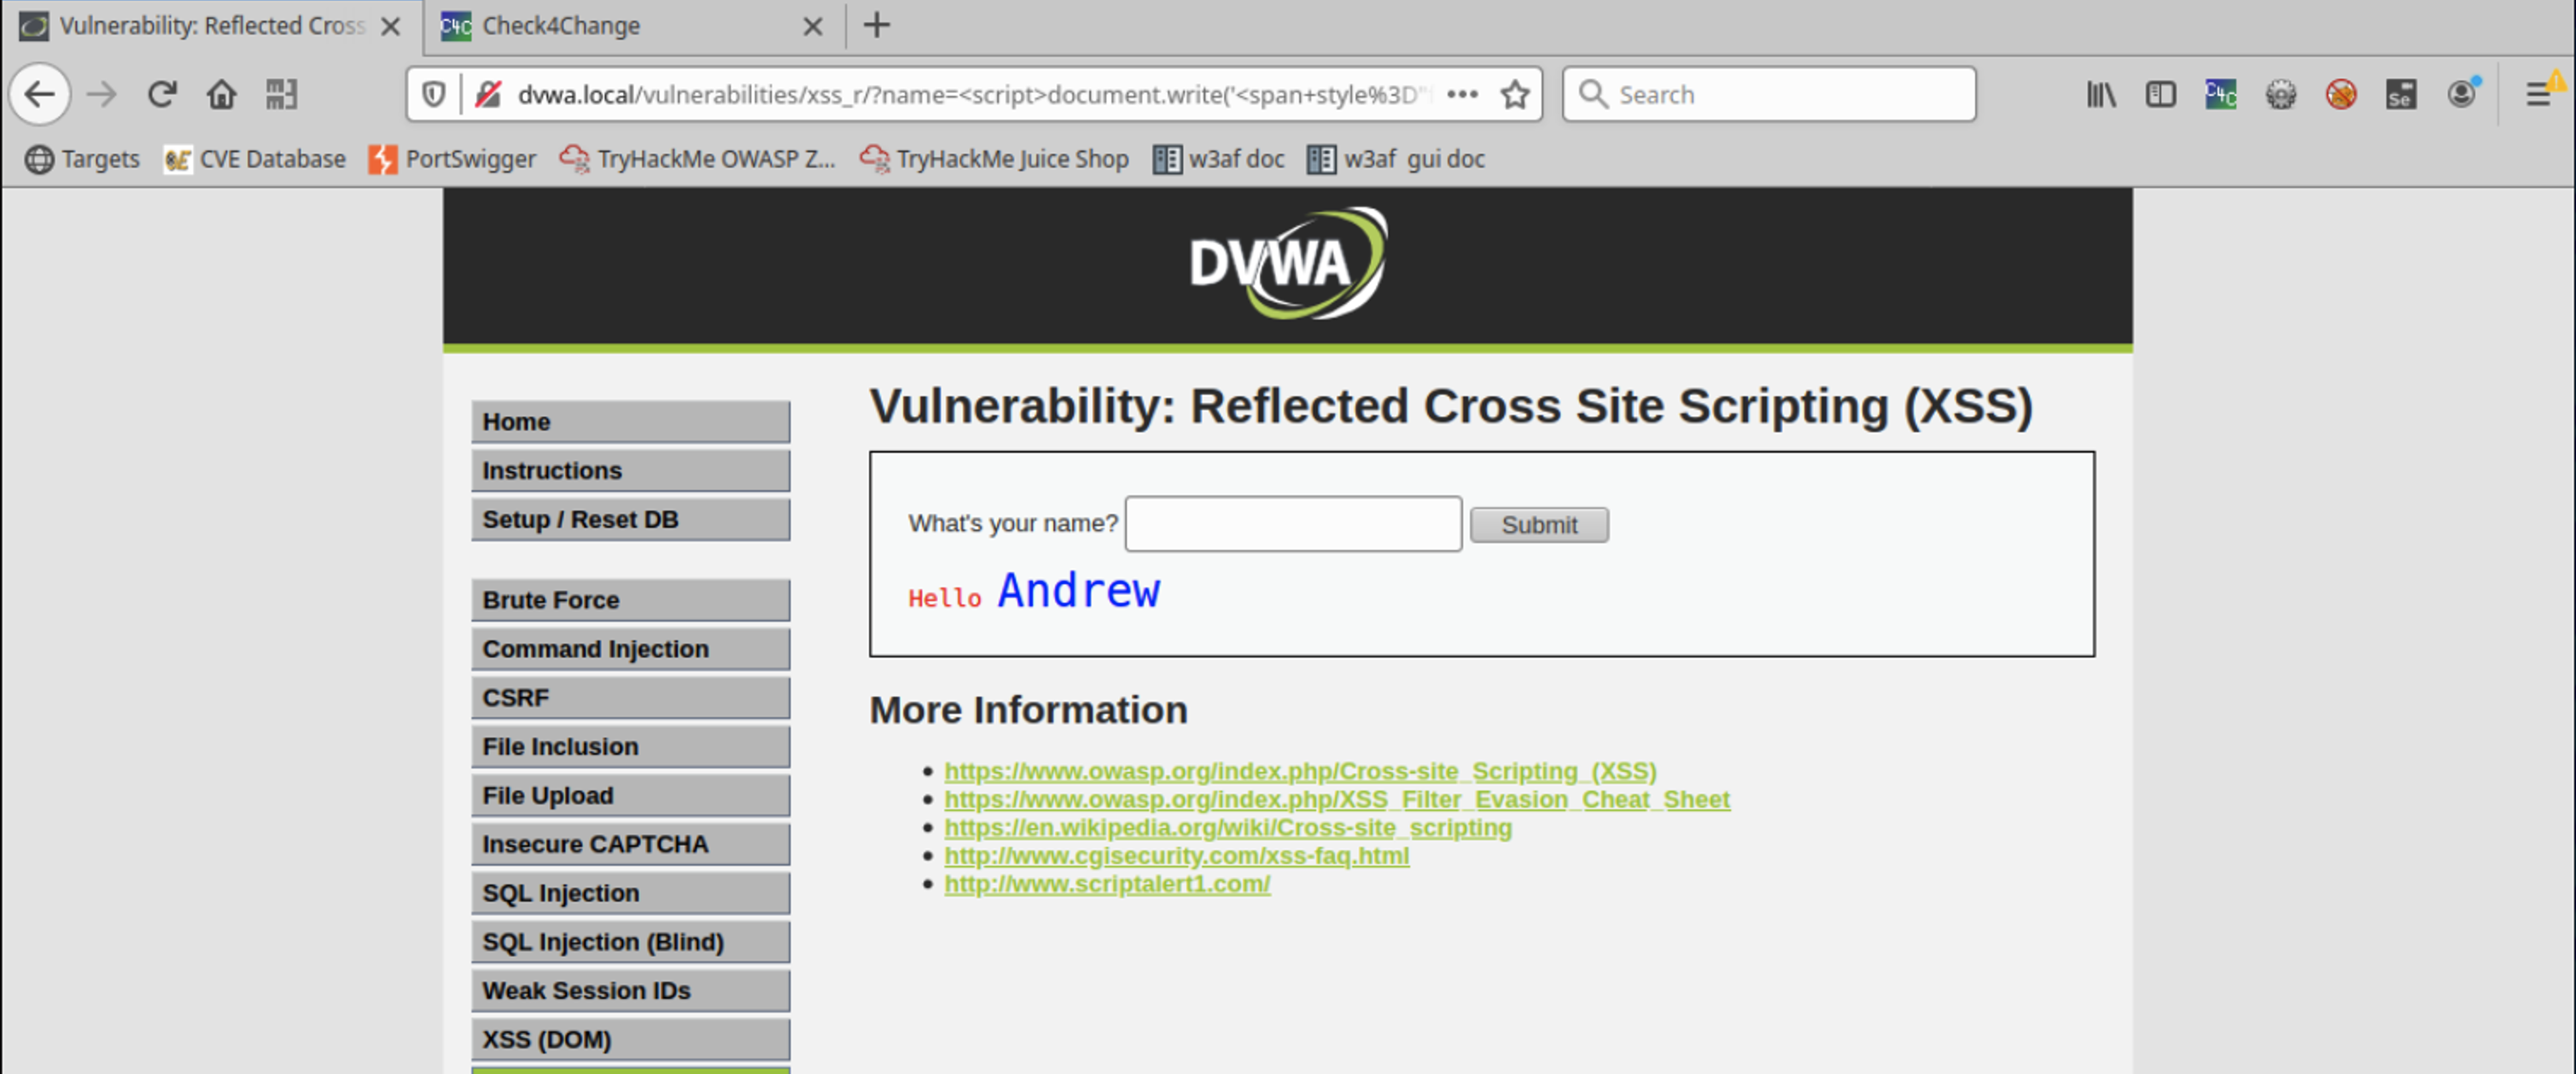 Vulnerability: Reflected Cross
C4C Check4Change
dvwa.local/vulnerabilities/xss_r/?name=<script>document.write('<span+style%3D"
Search
C4C
Se
Targets CVE Database PortSwigger TryHackMe OWASP Z... TryHackMe Juice Shop w3af doc w3af gui doc
DVWA
Home
Instructions
Setup / Reset DB
Brute Force
Command Injection
CSRF
File Inclusion
File Upload
Insecure CAPTCHA
SQL Injection
SQL Injection (Blind)
Weak Session IDs
XSS (DOM)
Vulnerability: Reflected Cross Site Scripting (XSS)
What's your name? Submit
Hello Andrew
More Information
https://www.owasp.org/index.php/Cross-site_Scripting_(XSS)
https://www.owasp.org/index.php/XSS_Filter_Evasion_Cheat_Sheet
https://en.wikipedia.org/wiki/Cross-site_scripting
http://www.cgisecurity.com/xss-faq.html
http://www.scriptalert1.com/